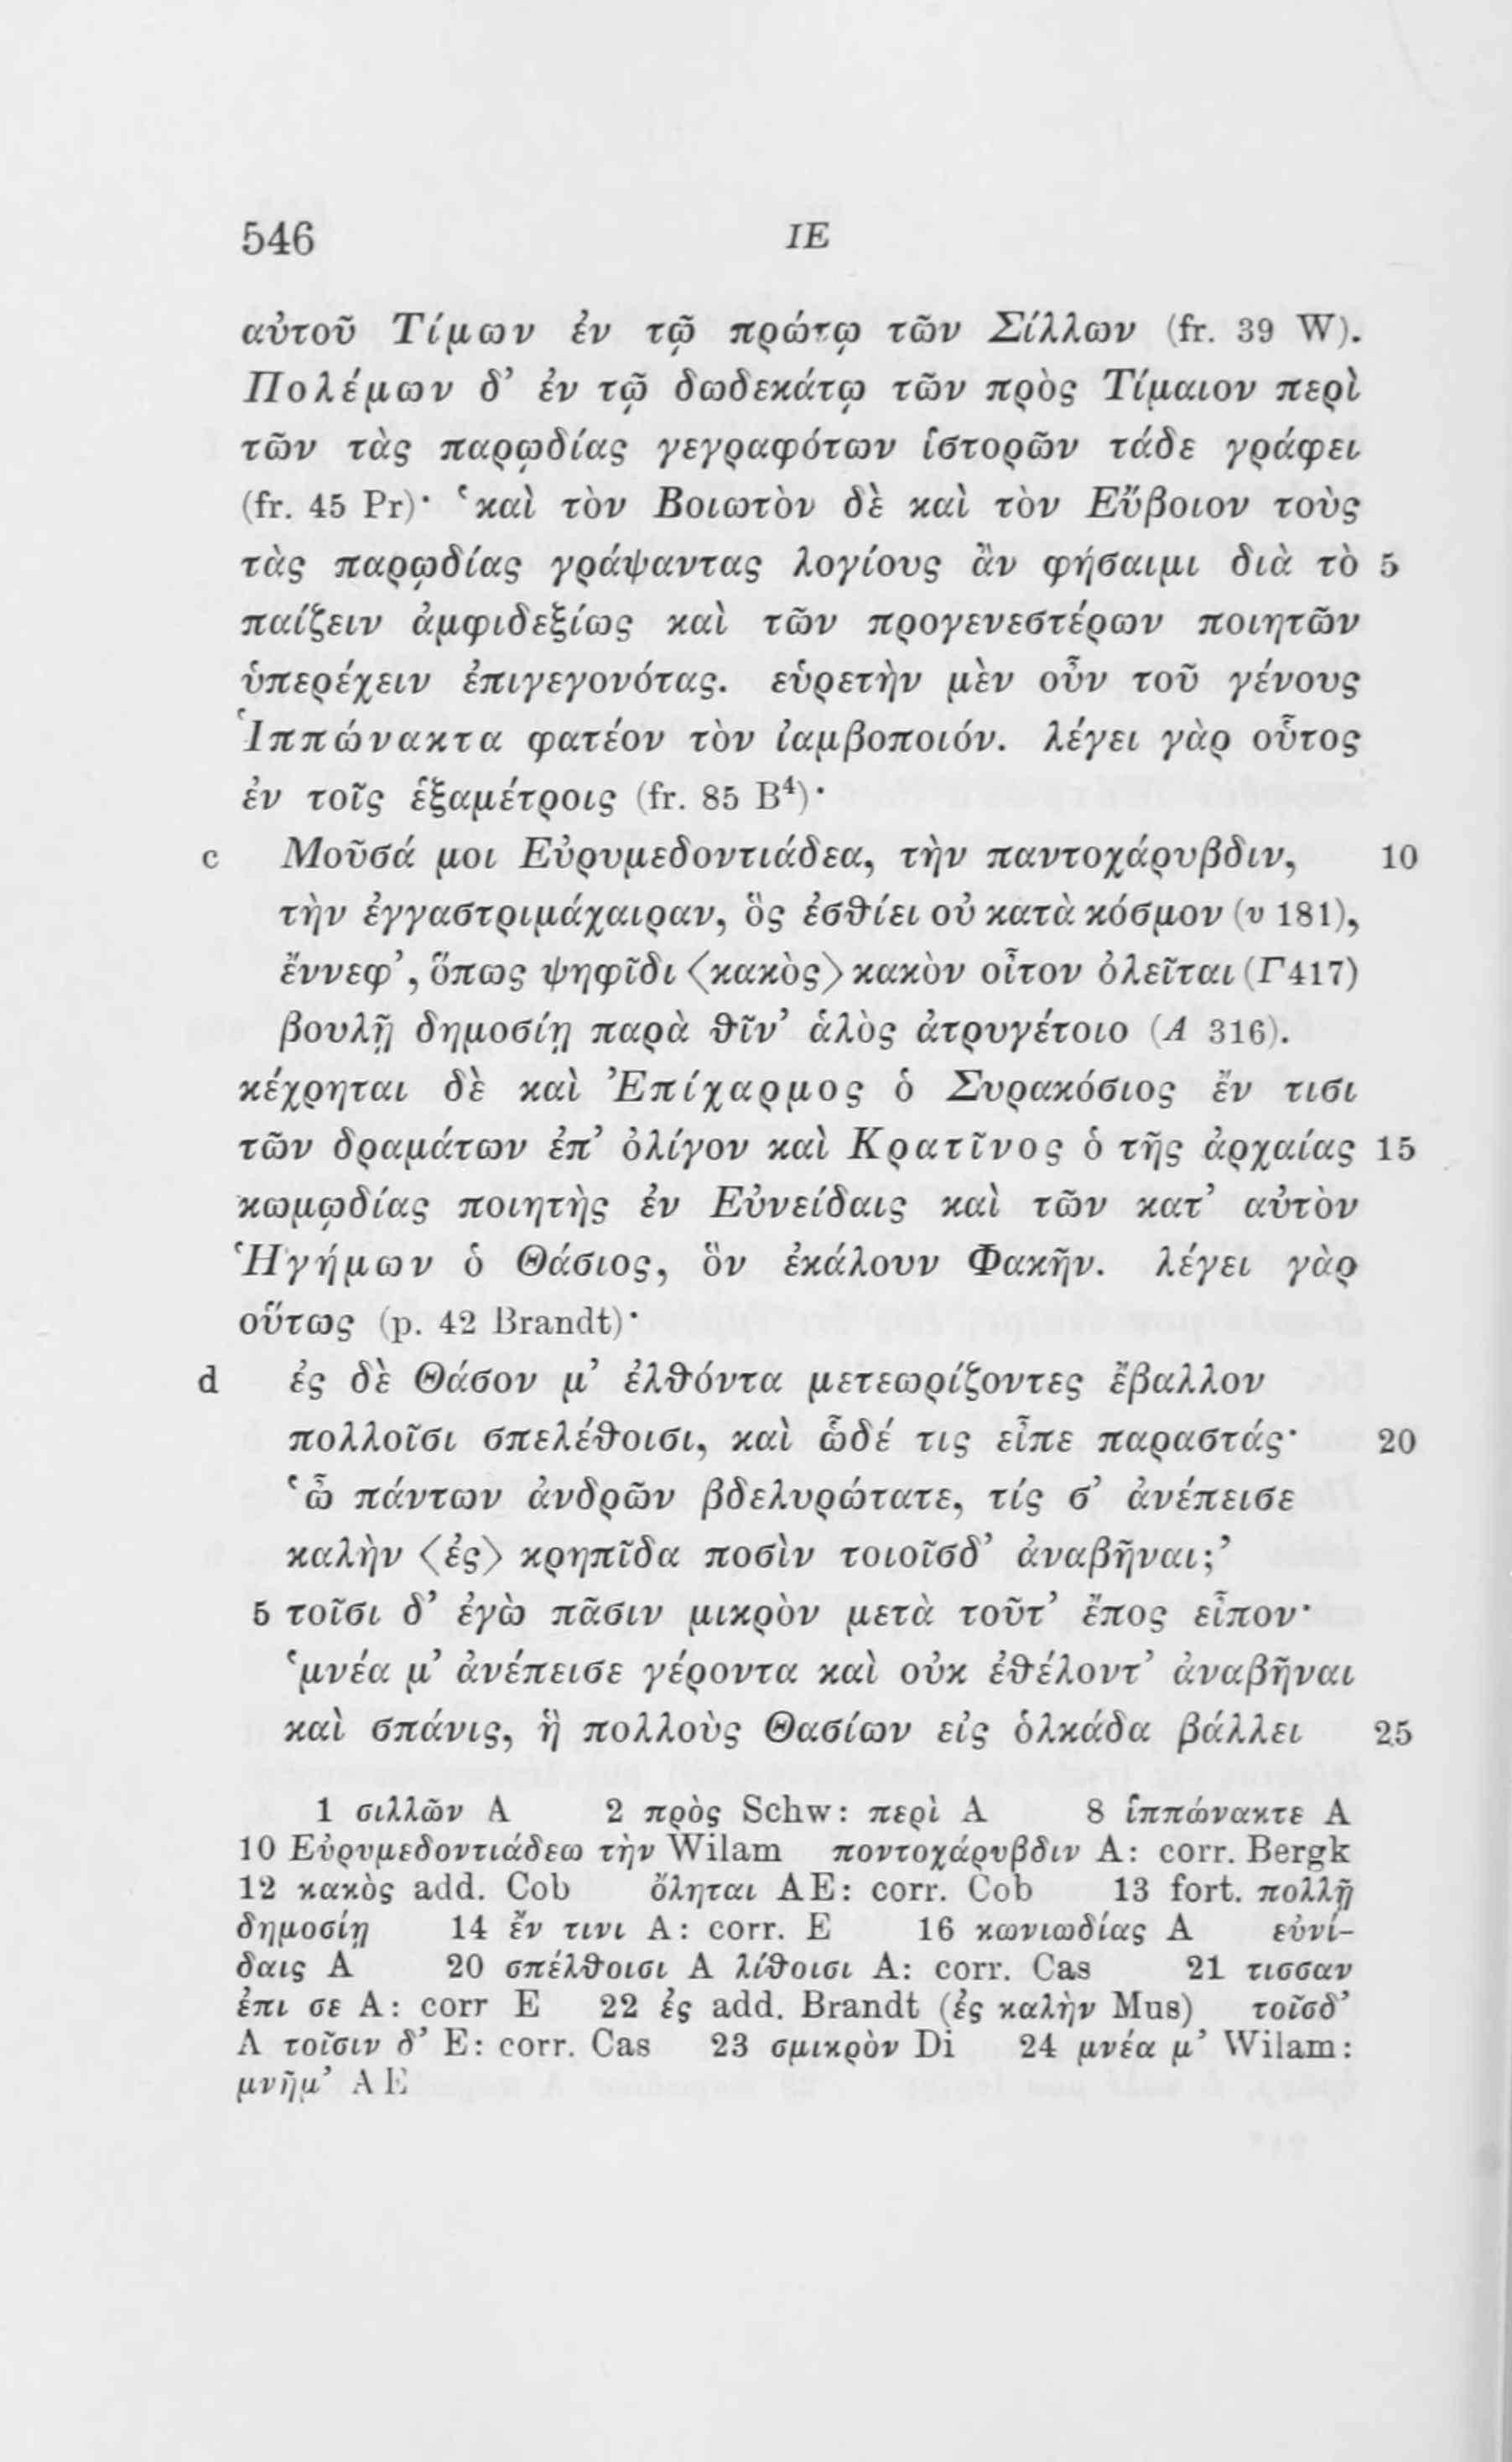 546 ΙΕ
αὐτοῦ Τίμων ἐν τῷ πρώτῳ τῶν Σίλλων (fr. 39 W).
Πολέμων δ’ ἐν τῷ δωδεκάτῳ τῶν πρὸς Τίμαιον περὶ
τῶν τὰς παρῳδίας γεγραφότων ἱστορῶν τάδε γράφει
(fr. 45 Pr)· ‛καὶ τὸν Βοιωτὸν δὲ καὶ τὸν Εὔβοιον τοὺς
τὰς παρῳδίας γράψαντας λογίους ἂν φήσαιμι διὰ τὸ 5
παίζειν ἀμφιδεξίως καὶ τῶν προγενεστέρων ποιητῶν
ὑπερέχειν ἐπιγεγονότας. εὑρετὴν μὲν οὖν τοῦ γένους
Ἱππώνακτα φατέον τὸν ἰαμβοποιόν. λέγει γὰρ οὗτος
ἐν τοῖς ἑξαμέτροις (fr. 85 B⁴)·
c Μοῦσά μοι Εὐρυμεδοντιάδεα, τὴν παντοχάρυβδιν, 10
τὴν ἐγγαστριμάχαιραν, ὃς ἐσθίει οὐ κατὰ κόσμον (υ 181),
ἔννεφ’, ὅπως ψηφῖδι ⟨κακὸς⟩ κακὸν οἶτον ὀλεῖται (Γ 417)
βουλῇ δημοσίῃ παρὰ θῖν’ ἁλὸς ἀτρυγέτοιο (Α 316).
κέχρηται δὲ καὶ Ἐπίχαρμος ὁ Συρακόσιος ἔν τισι
τῶν δραμάτων ἐπ’ ὀλίγον καὶ Κρατῖνος ὁ τῆς ἀρχαίας 15
κωμῳδίας ποιητὴς ἐν Εὐνείδαις καὶ τῶν κατ’ αὐτὸν
Ἡγήμων ὁ Θάσιος, ὃν ἐκάλουν Φακῆν. λέγει γὰρ
οὕτως (p. 42 Brandt)·
d ἐς δὲ Θάσον μ’ ἐλθόντα μετεωρίζοντες ἔβαλλον
πολλοῖσι σπελέθοισι, καὶ ὧδέ τις εἶπε παραστάς· 20
‛ὦ πάντων ἀνδρῶν βδελυρώτατε, τίς σ’ ἀνέπεισε
καλὴν ⟨ἐς⟩ κρηπῖδα ποσὶν τοιοῖσδ’ ἀναβῆναι;’
5 τοῖσι δ’ ἐγὼ πᾶσιν μικρὸν μετὰ τοῦτ’ ἔπος εἶπον·
‛μνέα μ’ ἀνέπεισε γέροντα καὶ οὐκ ἐθέλοντ’ ἀναβῆναι
καὶ σπάνις, ἣ πολλοὺς Θασίων εἰς ὁλκάδα βάλλει 25
1 σιλλῶν A 2 πρὸς Schw: περὶ A 8 ἱππώνακτε A
10 Εὐρυμεδοντιάδεω τὴν Wilam ποντοχάρυβδιν A: corr. Bergk
12 κακὸς add. Cob ὄληται AE: corr. Cob 13 fort. πολλῇ
δημοσίῃ 14 ἔν τινι A: corr. E 16 κωνιωδίας A εὐνί-
δαις A 20 σπέλθοισι A λίθοισι A: corr. Cas 21 τισσαν
ἐπι σε A: corr E 22 ἐς add. Brandt (ἐς καλὴν Mus) τοῖσδ’
A τοῖσιν δ’ E: corr. Cas 23 σμικρὸν Di 24 μνέα μ’ Wilam:
μνῆμ’ AE